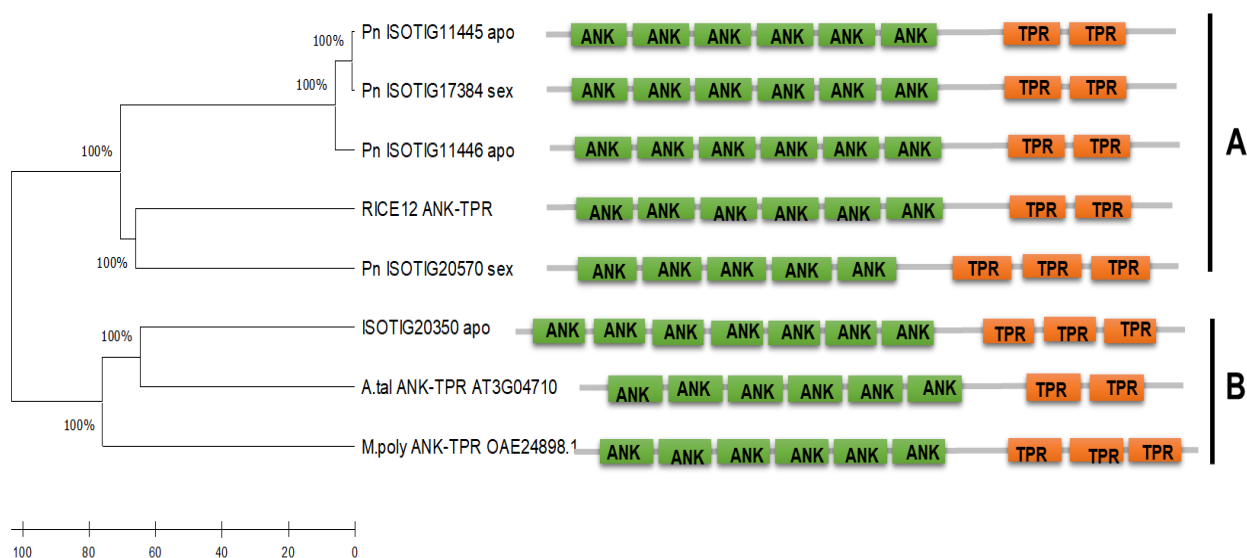 100% Pn ISOTIG11445 apo ANK ANK ANK ANK ANK ANK TPR TPR
100% Pn ISOTIG17384 sex ANK ANK ANK ANK ANK ANK TPR TPR
100% Pn ISOTIG11446 apo ANK ANK ANK ANK ANK ANK TPR TPR
A
RICE12 ANK-TPR ANK ANK ANK ANK ANK ANK TPR TPR
100% Pn ISOTIG20570 sex ANK ANK ANK ANK ANK TPR TPR TPR
100% ISOTIG20350 apo ANK ANK ANK ANK ANK ANK ANK TPR TPR TPR
A.tal ANK-TPR AT3G04710 ANK ANK ANK ANK ANK ANK TPR TPR
B
100% M.poly ANK-TPR OAE24898.1 ANK ANK ANK ANK ANK ANK TPR TPR TPR
100 80 60 40 20 0